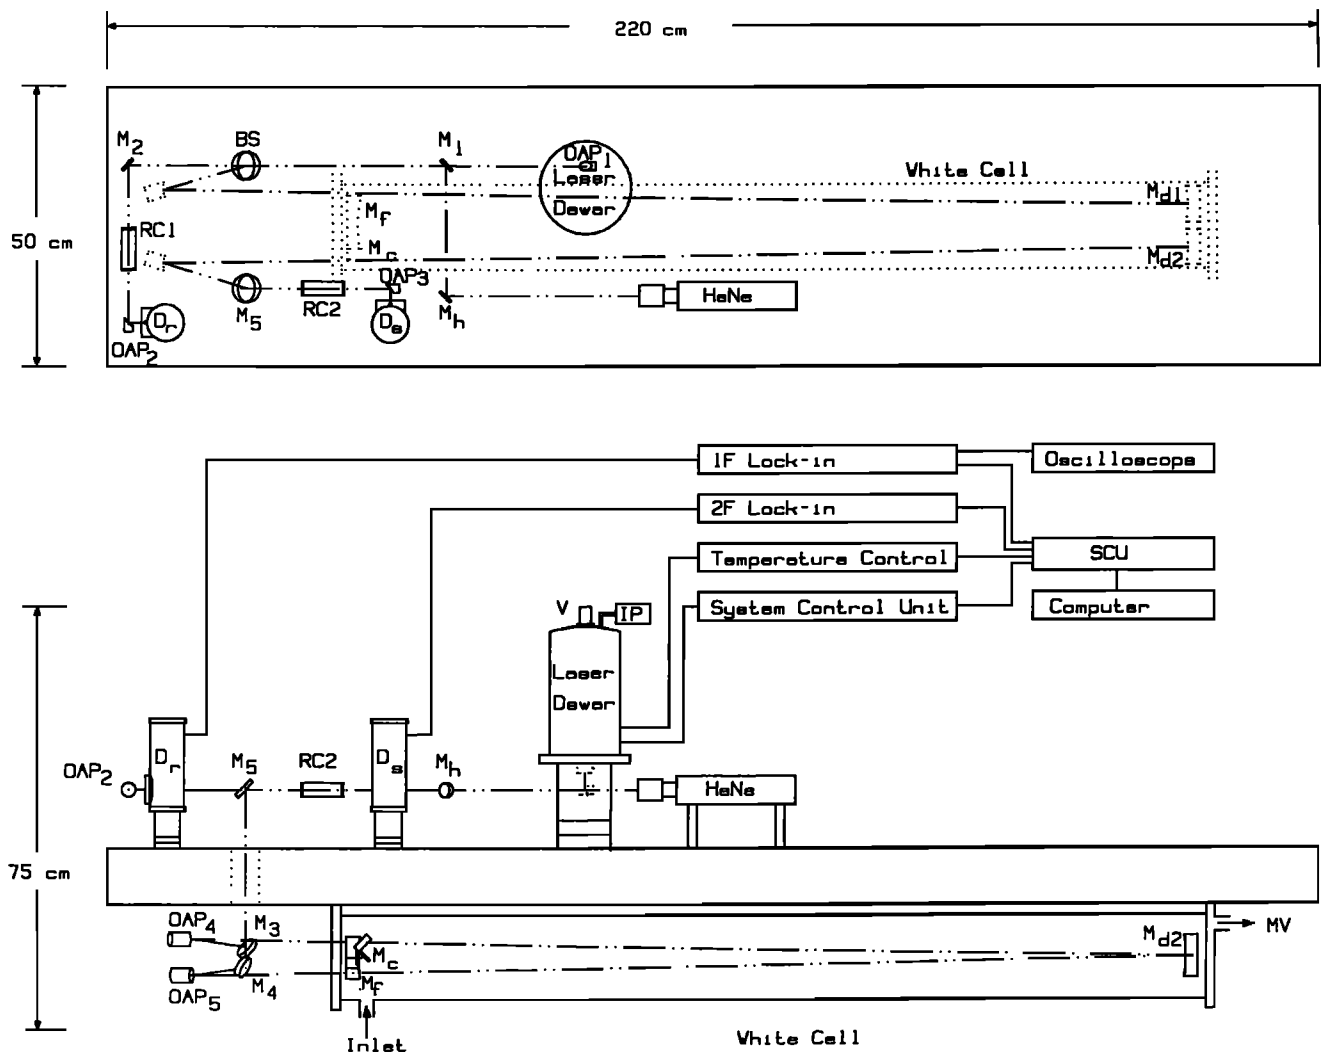 220 cm
M2
BS
M1
OAP1
Laser
Dewar
White Cell
Md1
Mf
50 cm
RC1
Mc
Md2
OAP3
M5
RC2
Mh
HeNe
Dr
Ds
OAP2
1F Lock-in
Oscilloscope
2F Lock-in
Temperature Control
SCU
V
IP
System Control Unit
Computer
Laser
Dewar
Dr
M5
RC2
Ds
Mh
OAP2
HeNe
75 cm
OAP4
M3
Md2
MV
Mc
OAP5
M4
Mf
Inlet
White Cell